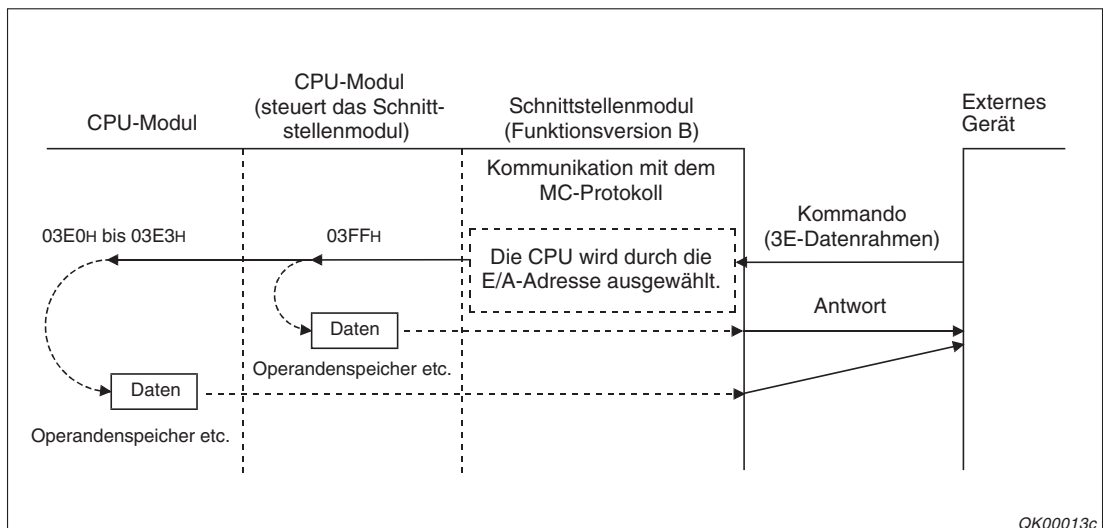 CPU-Modul
CPU-Modul
(steuert das Schnitt-
stellenmodul)
Schnittstellenmodul
(Funktionsversion B)
Externes
Gerät
Kommunikation mit dem
MC-Protokoll
Kommando
(3E-Datenrahmen)
03E0H bis 03E3H
03FFH
Die CPU wird durch die
E/A-Adresse ausgewählt.
Antwort
Daten
Operandenspeicher etc.
Daten
Operandenspeicher etc.
QK00013c